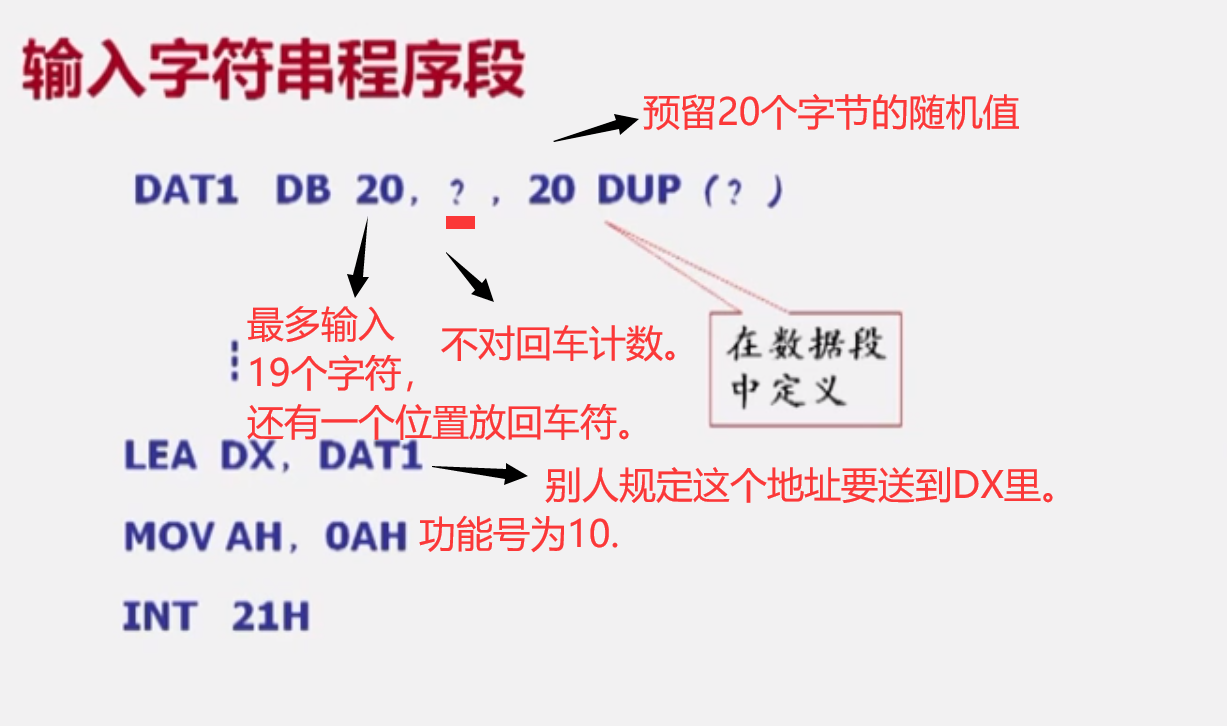 输入字符串程序段
预留20个字节的随机值
DAT1 DB 20, ? , 20 DUP (? )
最多输入
19个字符，
还有一个位置放回车符。
不对回车计数。
在数据段
中定义
LEA DX, DAT1
别人规定这个地址要送到DX里。
MOV AH, 0AH 功能号为10.
INT 21H